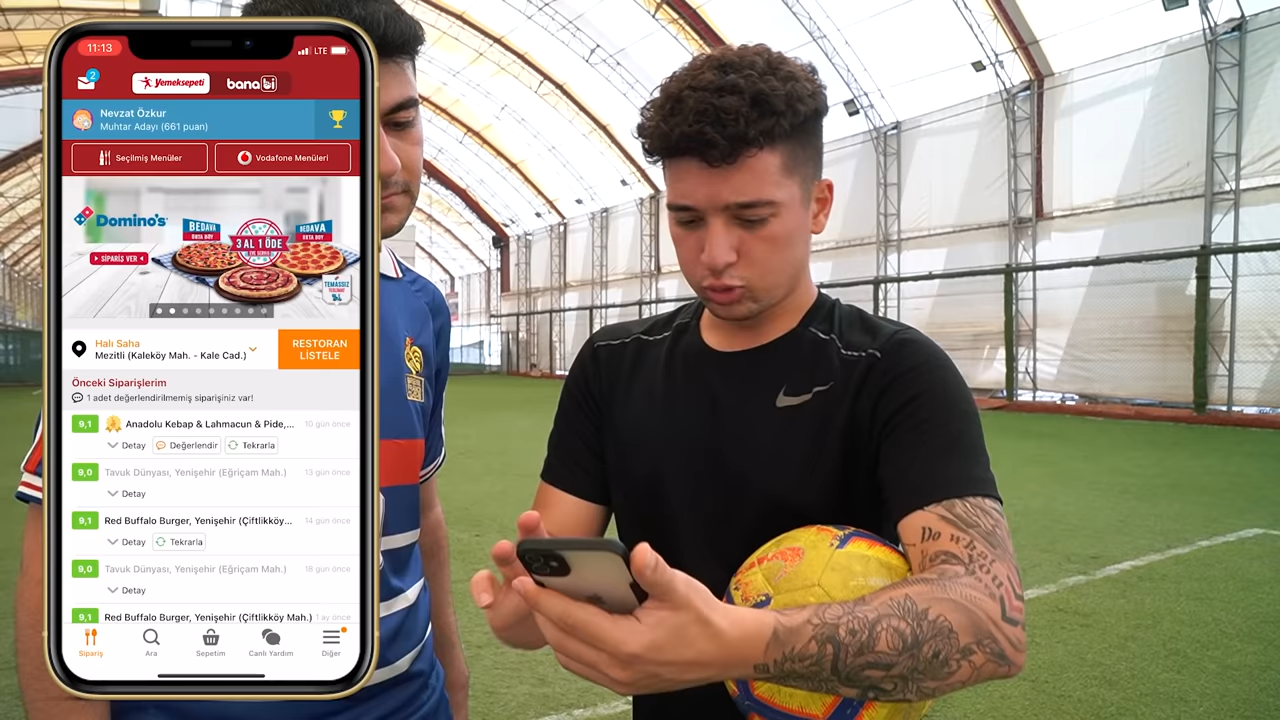 11:13
LTE
2
Yemeksepeti
banabi
Nevzat Özkur
Muhtar Adayı (661 puan)
Seçilmiş Menüler
Vodafone Menüleri
Domino's
BEDAVA
ORTA BOY
3 AL 1 ÖDE
BEDAVA
ORTA BOY
SİPARİŞ VER
TEMASSIZ
Halı Saha
Mezitli (Kaleköy Mah. - Kale Cad.)
RESTORAN
LİSTELE
Önceki Siparişlerim
1 adet değerlendirilmemiş siparişiniz var!
9,1 Anadolu Kebap & Lahmacun & Pide,... 10 gün önce
Detay Değerlendir Tekrarla
9,0 Tavuk Dünyası, Yenişehir (Eğriçam Mah.) 13 gün önce
Detay
9,1 Red Buffalo Burger, Yenişehir (Çiftlikköy... 14 gün önce
Detay Tekrarla
9,0 Tavuk Dünyası, Yenişehir (Eğriçam Mah.) 18 gün önce
Detay
9,1 Red Buffalo Burger, Yenişehir (Çiftlikköy Mah.) 1 ay önce
Sipariş Ara Sepetim Canlı Yardım Diğer
Do what